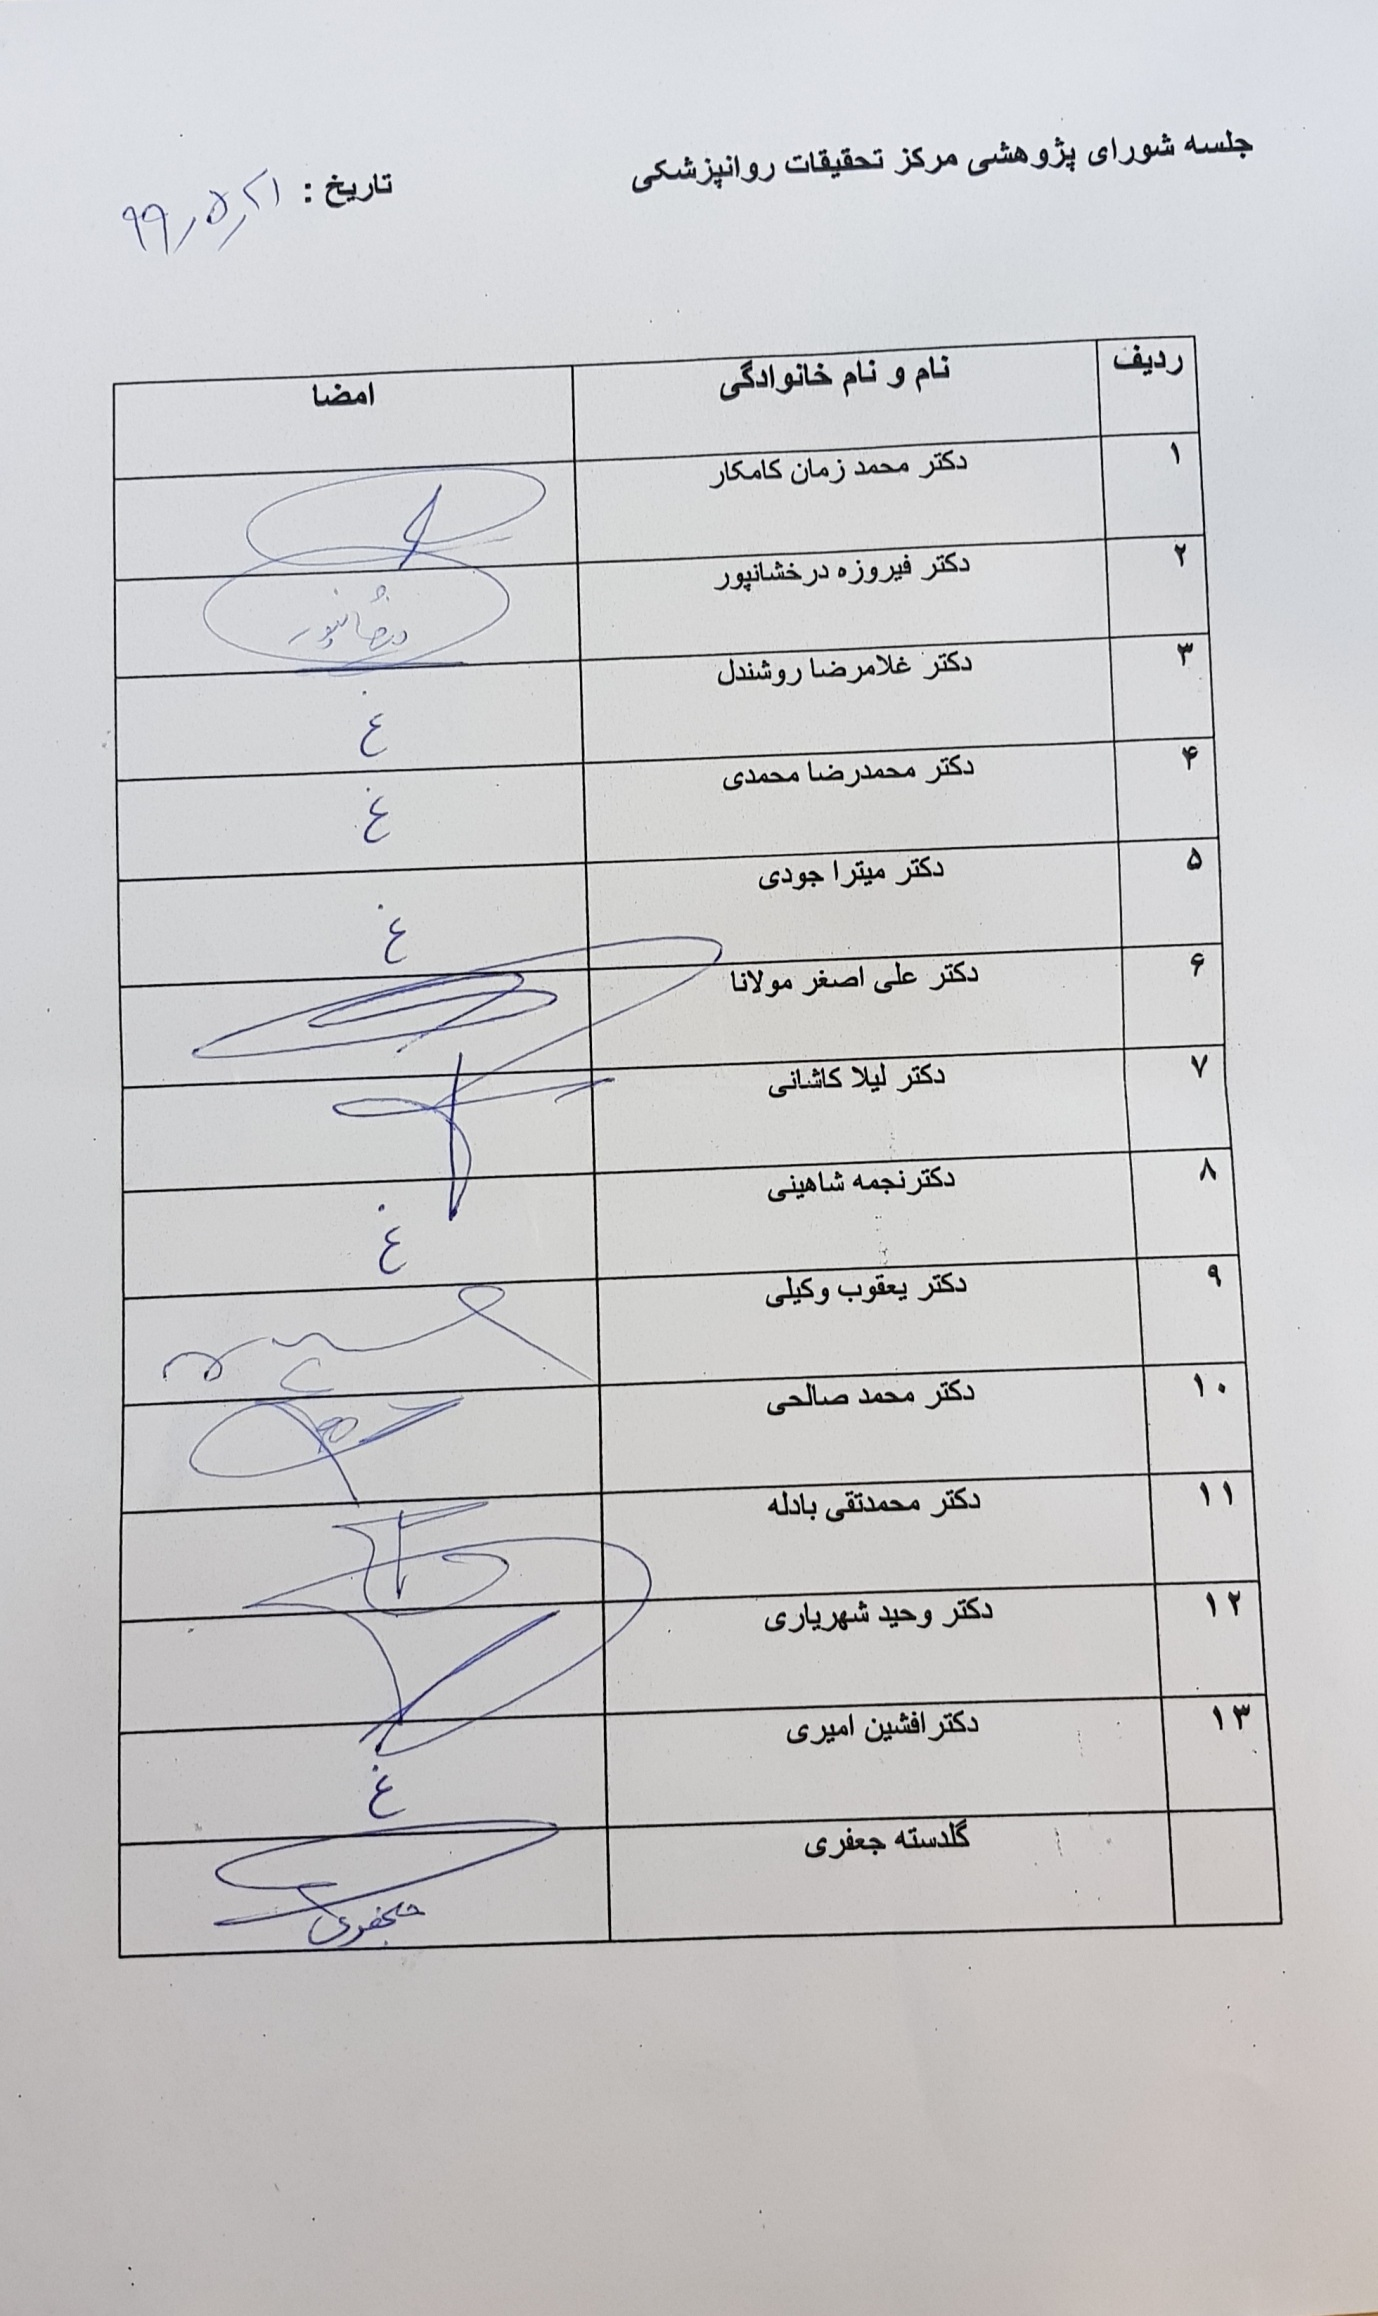 جلسه شورای پژوهشی مرکز تحقیقات روانپزشکی
تاریخ : ۹۹٫۵٫۲۱
ردیف نام و نام خانوادگی امضا
۱ دکتر محمد زمان کامکار
۲ دکتر فیروزه درخشانپور درخشانپور
۳ دکتر غلامرضا روشندل غ
۴ دکتر محمدرضا محمدی غ
۵ دکتر میترا جودی غ
۶ دکتر علی اصغر مولانا
۷ دکتر لیلا کاشانی
۸ دکترنجمه شاهینی غ
۹ دکتر یعقوب وکیلی
۱۰ دکتر محمد صالحی
۱۱ دکتر محمدتقی بادله
۱۲ دکتر وحید شهریاری
۱۳ دکترافشین امیری غ
گلدسته جعفری جعفری